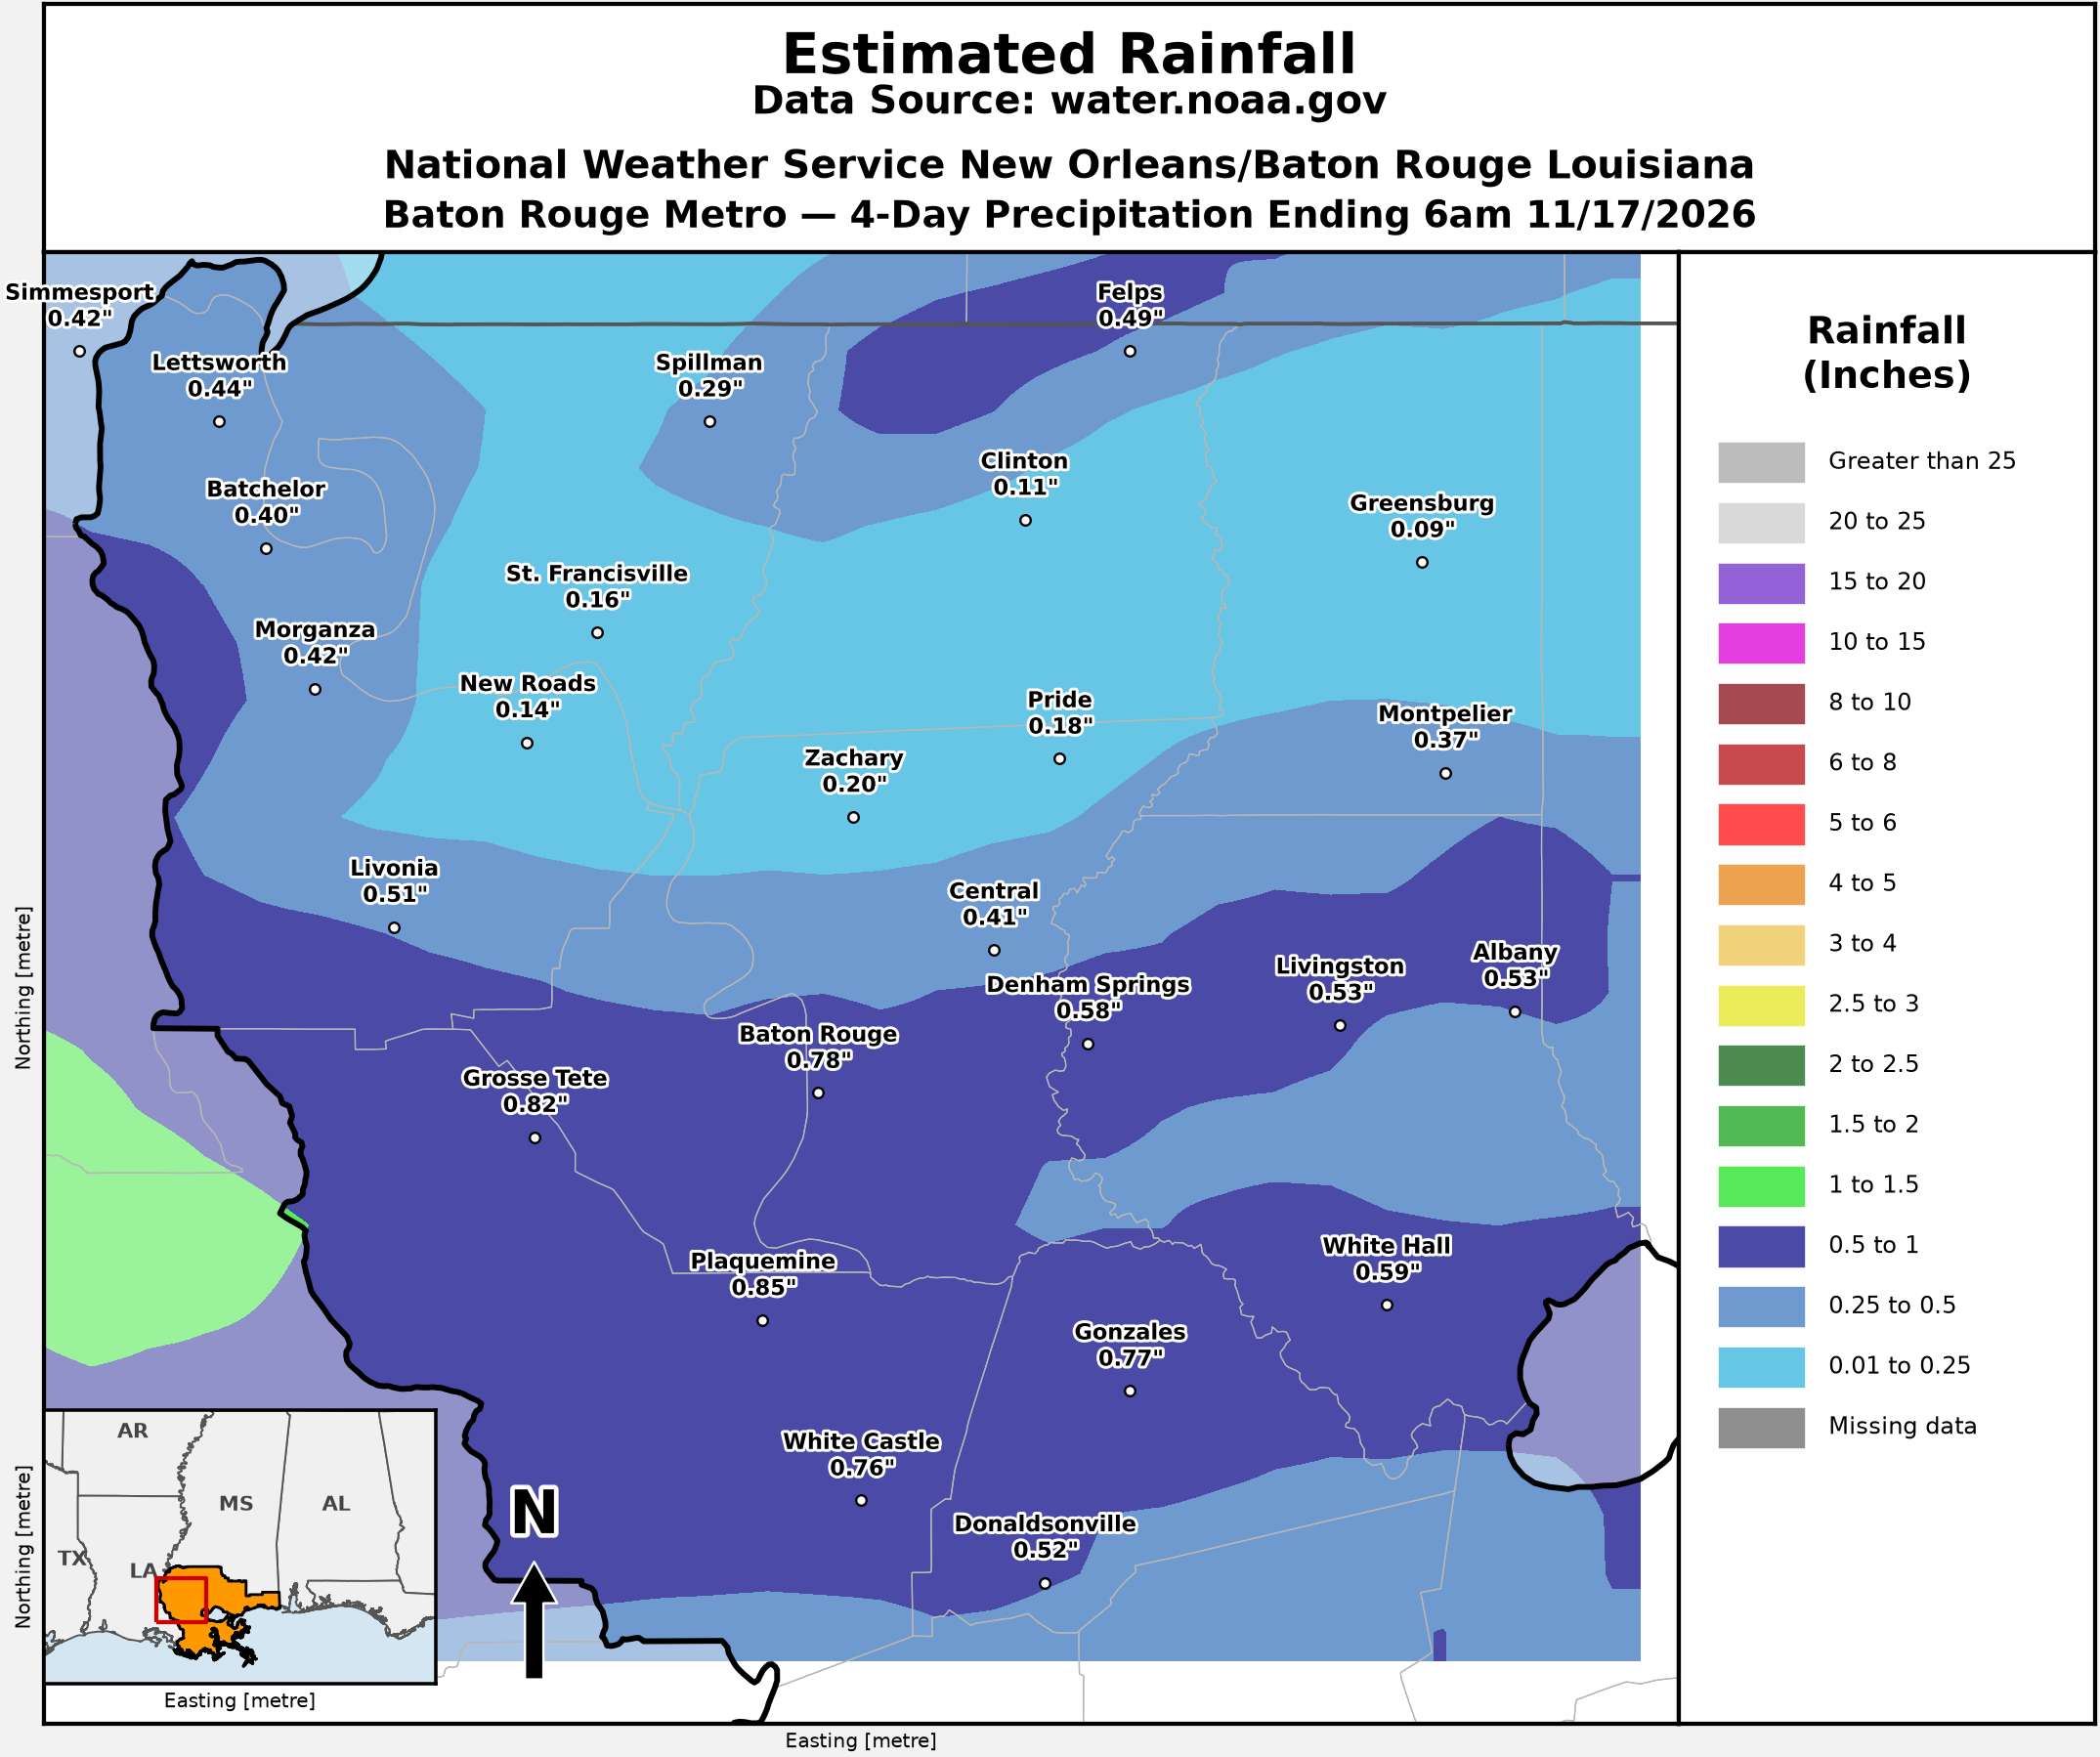 Estimated Rainfall
Data Source: water.noaa.gov
National Weather Service New Orleans/Baton Rouge Louisiana
Baton Rouge Metro — 4-Day Precipitation Ending 6am 11/17/2026
Simmesport
0.42"
Felps
0.49"
Lettsworth
0.44"
Spillman
0.29"
Clinton
0.11"
Batchelor
0.40"
Greensburg
0.09"
St. Francisville
0.16"
Morganza
0.42"
New Roads
0.14"
Pride
0.18"
Montpelier
0.37"
Zachary
0.20"
Livonia
0.51"
Central
0.41"
Albany
0.53"
Livingston
0.53"
Denham Springs
0.58"
Baton Rouge
0.78"
Grosse Tete
0.82"
White Hall
0.59"
Plaquemine
0.85"
Gonzales
0.77"
White Castle
0.76"
Donaldsonville
0.52"
N
AR
MS
AL
TX
LA
Northing [metre]
Northing [metre]
Easting [metre]
Easting [metre]
Rainfall
(Inches)
Greater than 25
20 to 25
15 to 20
10 to 15
8 to 10
6 to 8
5 to 6
4 to 5
3 to 4
2.5 to 3
2 to 2.5
1.5 to 2
1 to 1.5
0.5 to 1
0.25 to 0.5
0.01 to 0.25
Missing data